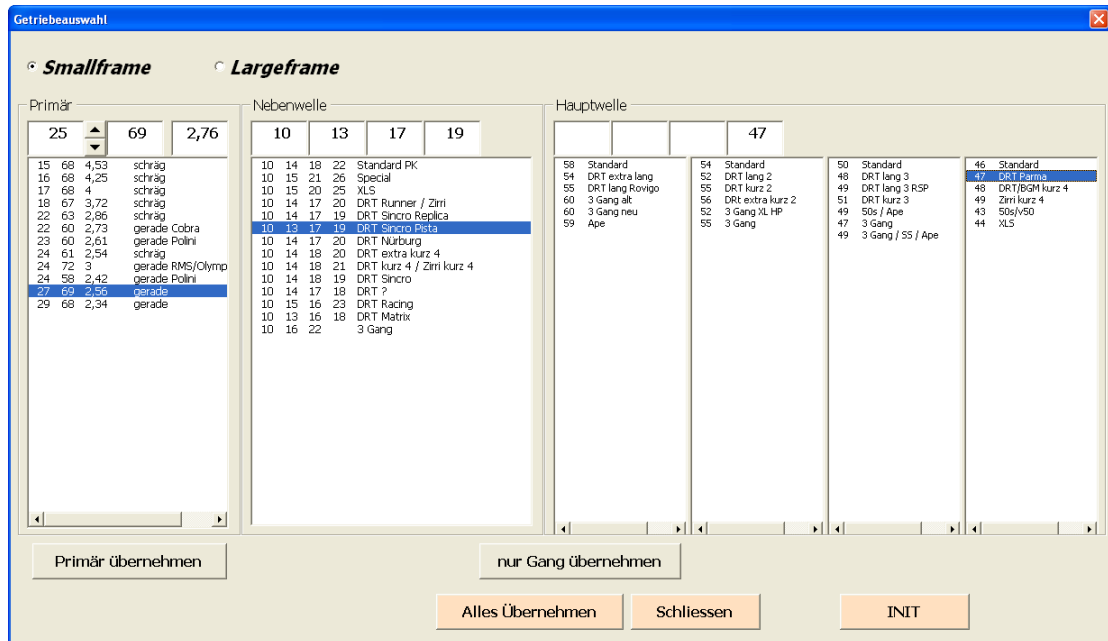 Getriebeauswahl
Smallframe Largeframe
Primär Nebenwelle Hauptwelle
25 69 2,76 10 13 17 19 47
15 68 4,53 schräg
16 68 4,25 schräg
17 68 4 schräg
18 67 3,72 schräg
22 63 2,86 schräg
22 60 2,73 gerade Cobra
23 60 2,61 gerade Polini
24 61 2,54 schräg
24 72 3 gerade RMS/Olymp
24 58 2,42 gerade Polini
27 69 2,56 gerade
29 68 2,34 gerade
10 14 18 22 Standard PK
10 15 21 26 Special
10 15 20 25 XLS
10 14 17 20 DRT Runner / Zirri
10 14 17 19 DRT Sincro Replica
10 13 17 19 DRT Sincro Pista
10 14 17 20 DRT Nürburg
10 14 18 20 DRT extra kurz 4
10 14 18 21 DRT kurz 4 / Zirri kurz 4
10 14 18 19 DRT Sincro
10 14 17 18 DRT ?
10 15 16 23 DRT Racing
10 13 16 18 DRT Matrix
10 16 22 3 Gang
58 Standard
54 DRT extra lang
55 DRT lang Rovigo
60 3 Gang alt
60 3 Gang neu
59 Ape
54 Standard
52 DRT lang 2
55 DRT kurz 2
56 DRt extra kurz 2
52 3 Gang XL HP
55 3 Gang
50 Standard
48 DRT lang 3
49 DRT lang 3 RSP
51 DRT kurz 3
49 50s / Ape
47 3 Gang
49 3 Gang / SS / Ape
46 Standard
47 DRT Parma
48 DRT/BGM kurz 4
49 Zirri kurz 4
43 50s/v50
44 XLS
Primär übernehmen nur Gang übernehmen
Alles Übernehmen Schliessen INIT